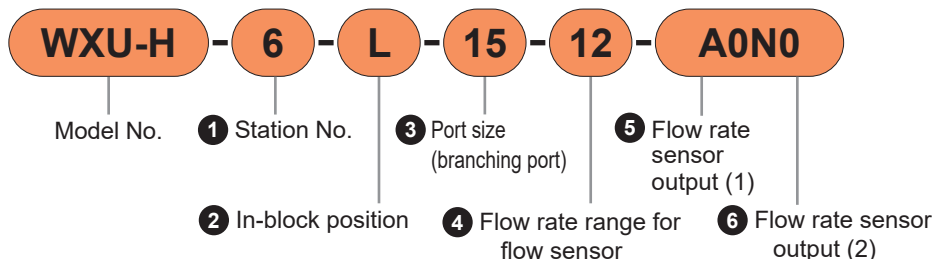 WXU-H - 6 - L - 15 - 12 - A0N0
Model No.
1 Station No.
3 Port size
(branching port)
5 Flow rate
sensor
output (1)
2 In-block position
4 Flow rate range for
flow sensor
6 Flow rate sensor
output (2)